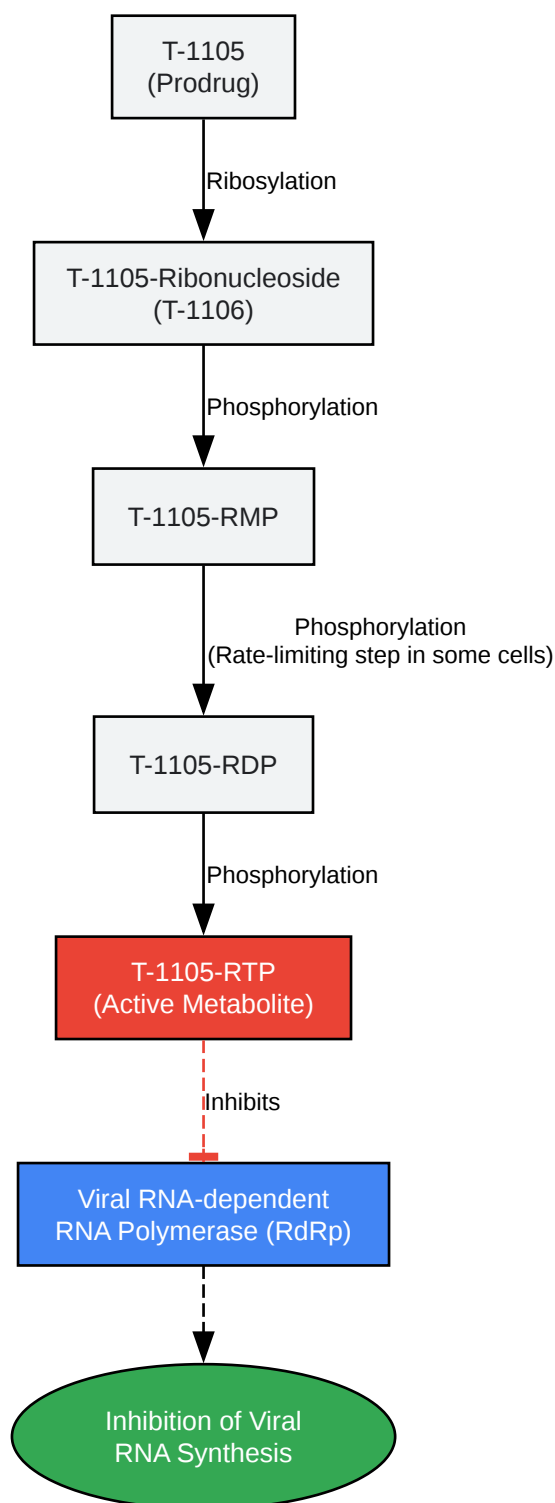 T-1105
(Prodrug)
Ribosylation
T-1105-Ribonucleoside
(T-1106)
Phosphorylation
T-1105-RMP
Phosphorylation
(Rate-limiting step in some cells)
T-1105-RDP
Phosphorylation
T-1105-RTP
(Active Metabolite)
Inhibits
Viral RNA-dependent
RNA Polymerase (RdRp)
Inhibition of Viral
RNA Synthesis